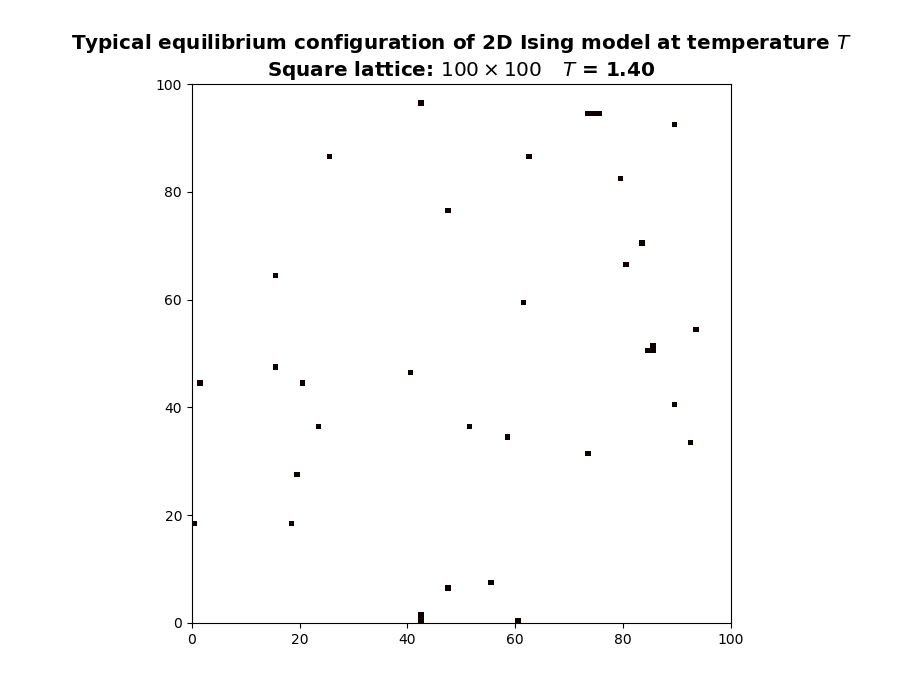 Typical equilibrium configuration of 2D Ising model at temperature T
Square lattice: 100 × 100 T = 1.40
100
80
60
40
20
0
0 20 40 60 80 100